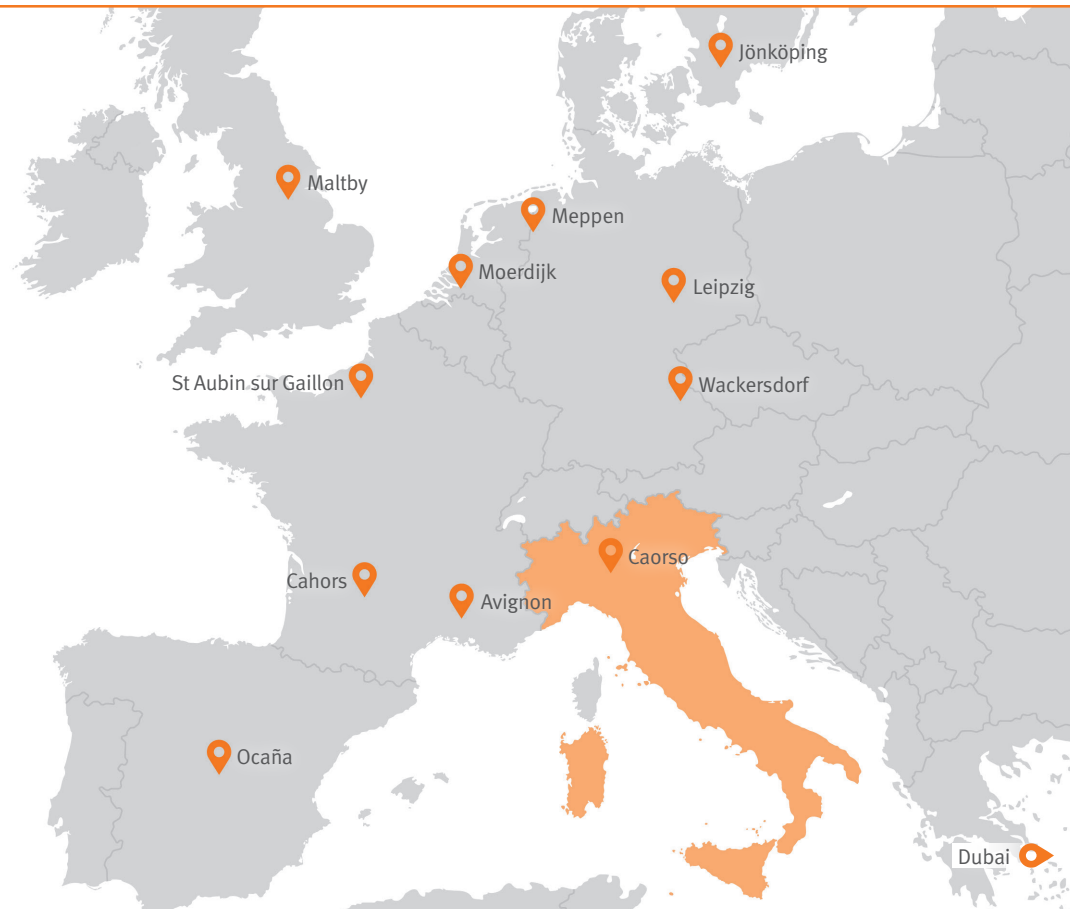 Jönköping
Maltby
Meppen
Moerdijk
Leipzig
St Aubin sur Gaillon
Wackersdorf
Caorso
Cahors
Avignon
Ocaña
Dubai